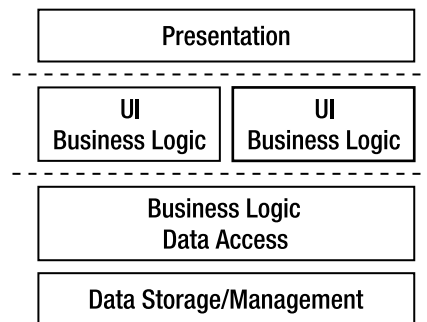 Presentation
UI
Business Logic
UI
Business Logic
Business Logic
Data Access
Data Storage/Management